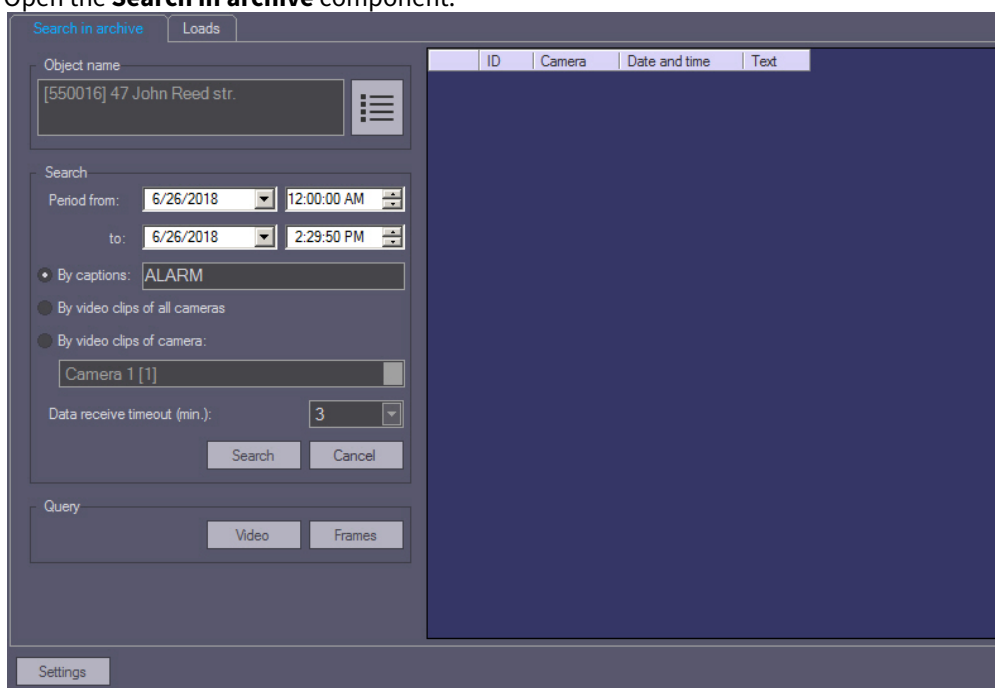 Open the Search in archive component.
Search in archive Loads
Object name
[550016] 47 John Reed str.
ID Camera Date and time Text
Search
Period from: 6/26/2018 12:00:00 AM
to: 6/26/2018 2:29:50 PM
By captions: ALARM
By video clips of all cameras
By video clips of camera:
Camera 1 [1]
Data receive timeout (min.): 3
Search Cancel
Query
Video Frames
Settings